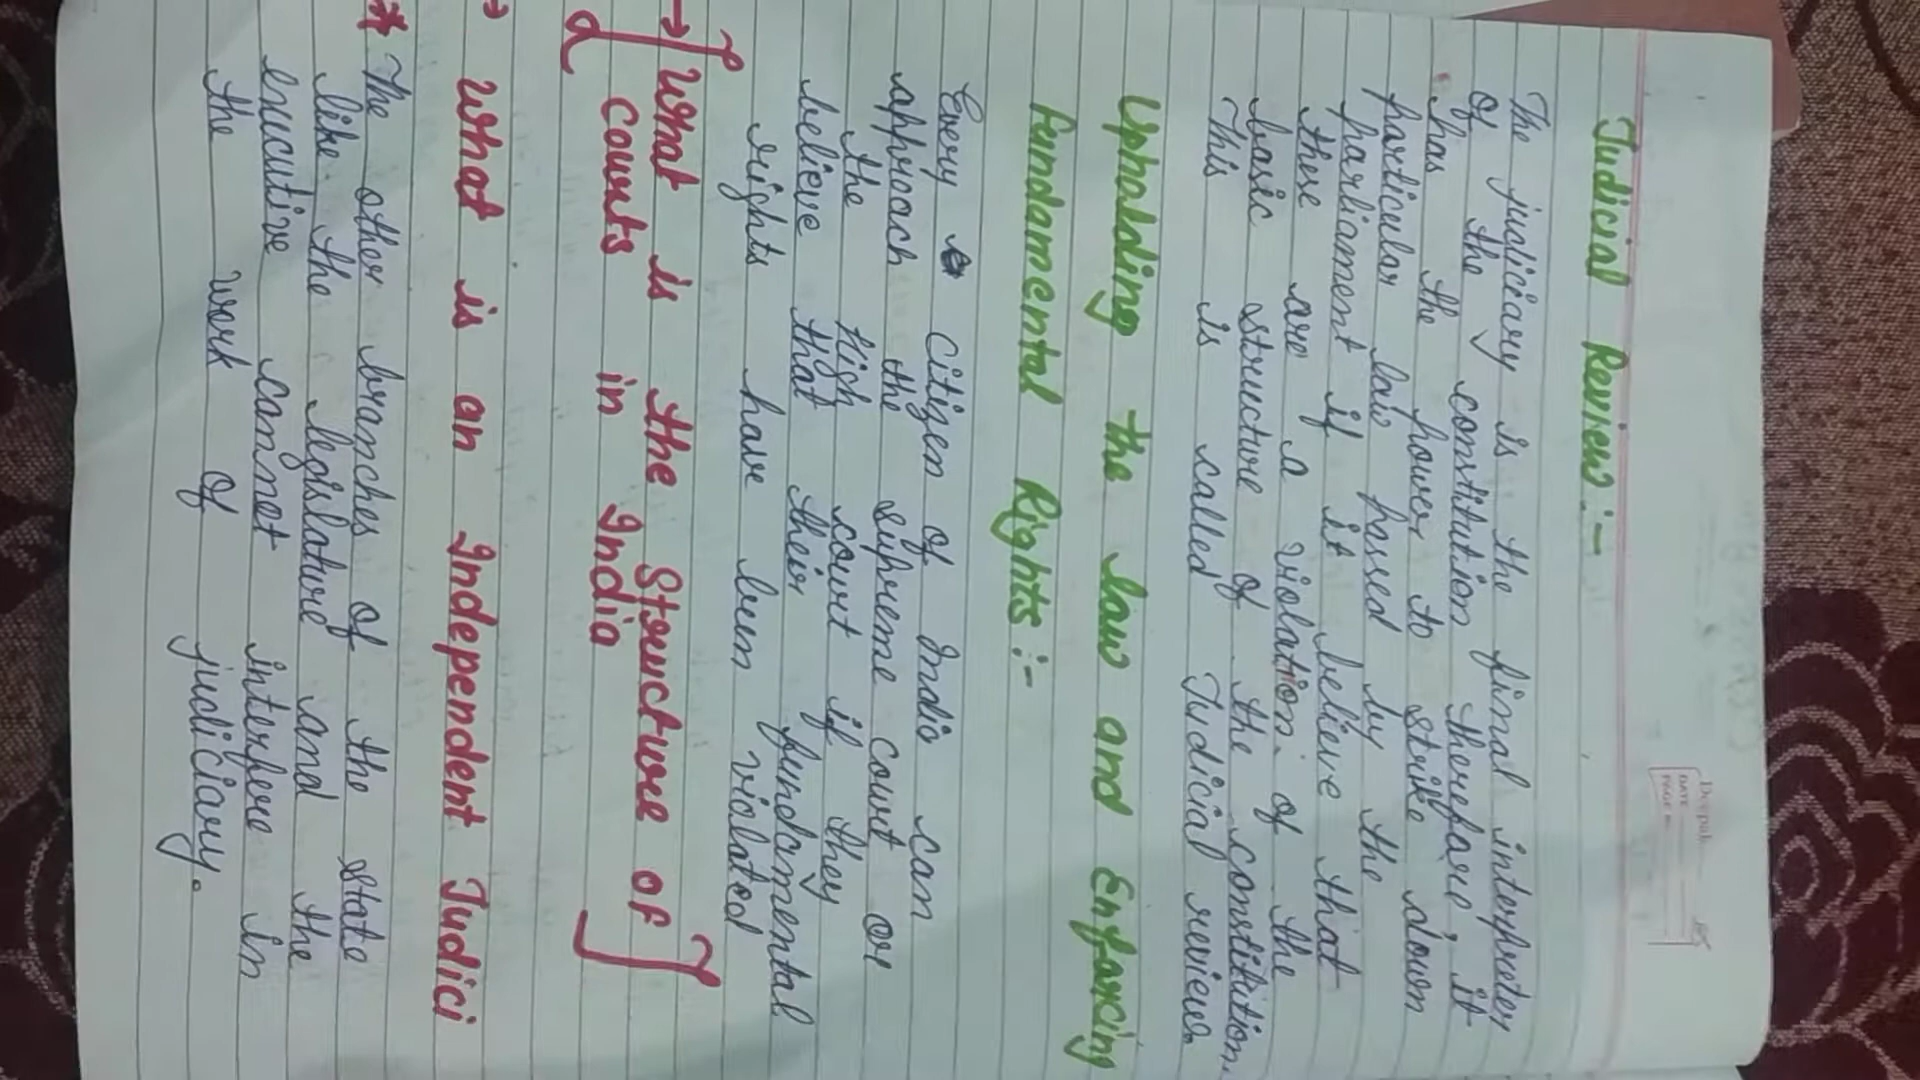 Deepak
DATE
PAGE
Judicial Review :-
The judiciary is the final interpreter
of the constitution therefore, it
has the power to strike down
particular law passed by the
parliament if it believe that
these are a violation. of the
basic structure of the constitution.
This is called Judicial review
Uphalding the law and Enforcing
fundamental Rights :-
Every citizen of India can
approach the supreme court or
the High court if they
believe that their fundamental
rights have been violated
→ What is the Structure of
courts in India
→ What is an Independent Judici
* The other branches of the state
like the legislature and the
executive cannot interfere in
the work of judiciary.